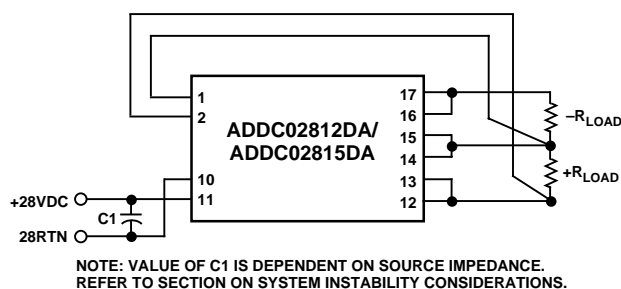 1
2
10
11
ADDC02812DA/
ADDC02815DA
17
16
15
14
13
12
–RLOAD
+RLOAD
+28VDC
C1
28RTN
NOTE: VALUE OF C1 IS DEPENDENT ON SOURCE IMPEDANCE.
REFER TO SECTION ON SYSTEM INSTABILITY CONSIDERATIONS.